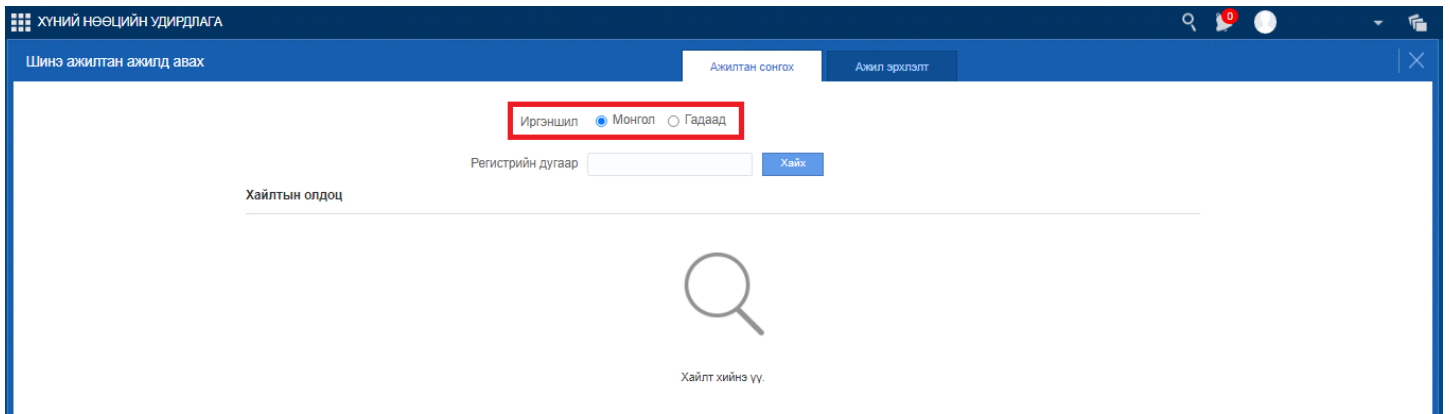 ХҮНИЙ НӨӨЦИЙН УДИРДЛАГА
0
Шинэ ажилтан ажилд авах
Ажилтан сонгох
Ажил эрхлэлт
Иргэншил Монгол Гадаад
Регистрийн дугаар Хайх
Хайлтын олдоц
Хайлт хийнэ үү.